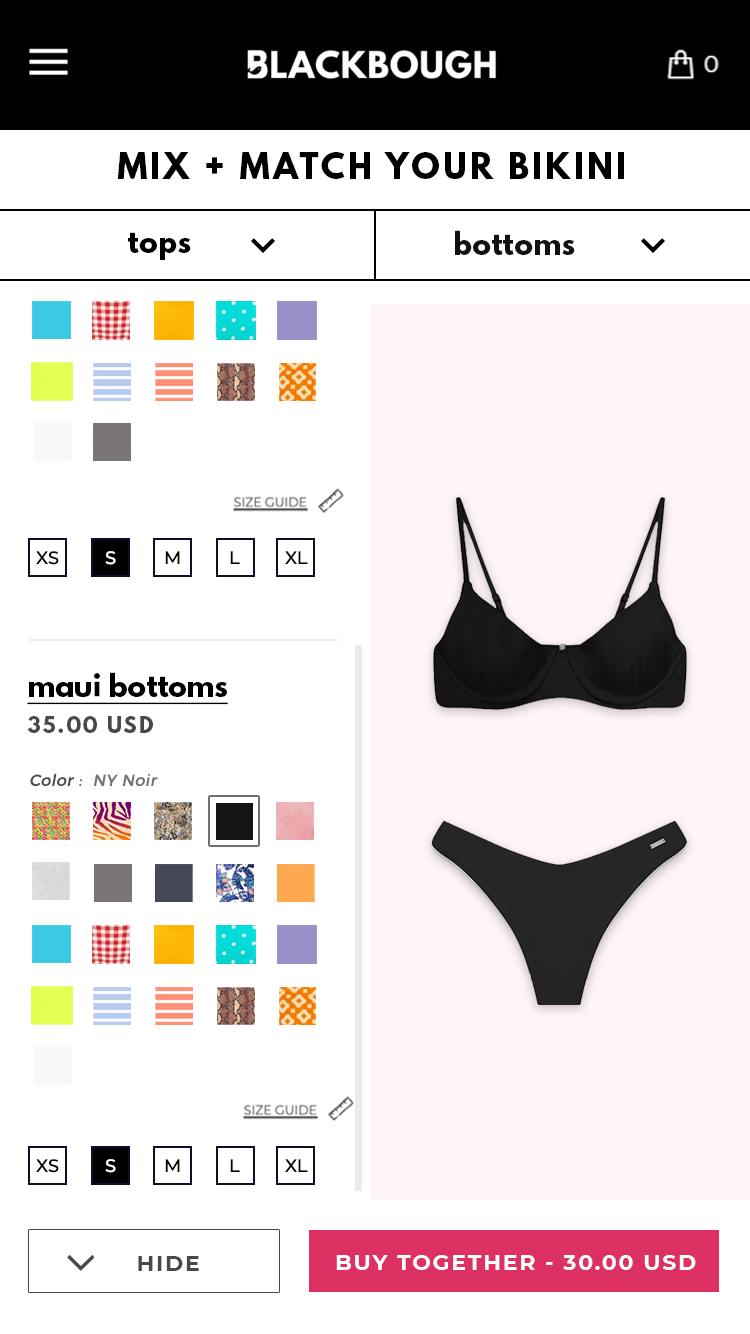 BLACKBOUGH
0
MIX + MATCH YOUR BIKINI
tops
bottoms
SIZE GUIDE
XS S M L XL
maui bottoms
35.00 USD
Color : NY Noir
SIZE GUIDE
XS S M L XL
HIDE
BUY TOGETHER - 30.00 USD